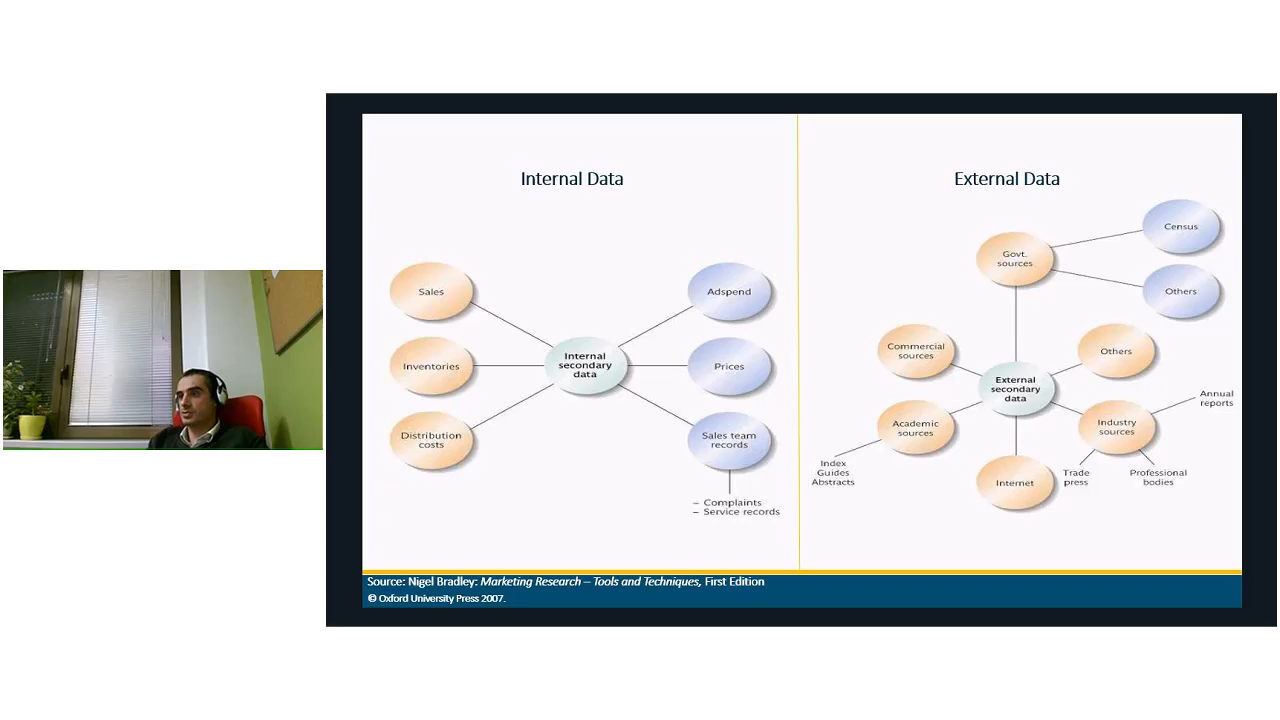 Internal Data
Sales
Inventories
Distribution
costs
Internal
secondary
data
Adspend
Prices
Sales team
records
– Complaints
– Service records
External Data
Census
Govt.
sources
Others
Commercial
sources
Others
External
secondary
data
Annual
reports
Academic
sources
Industry
sources
Index
Guides
Abstracts
Internet
Trade
press
Professional
bodies
Source: Nigel Bradley: Marketing Research – Tools and Techniques, First Edition
© Oxford University Press 2007.